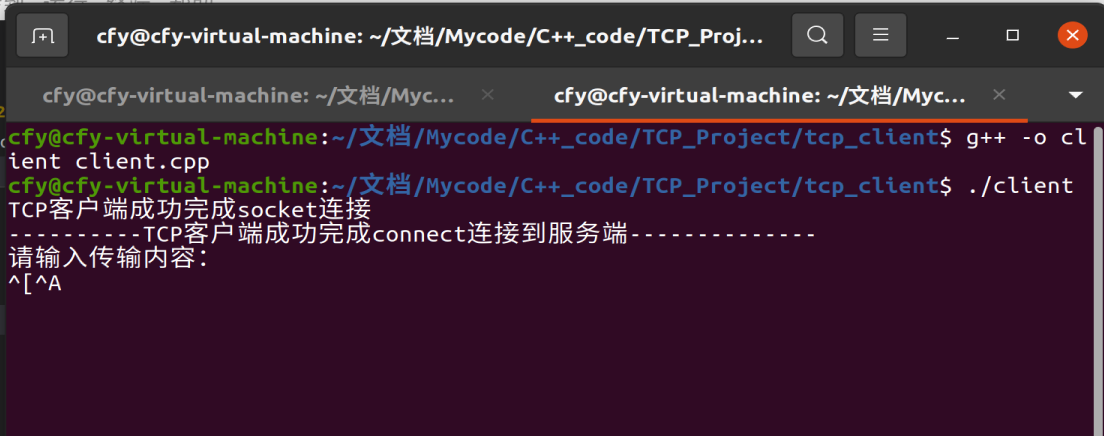 cfy@cfy-virtual-machine: ~/文档/Mycode/C++_code/TCP_Proj...
cfy@cfy-virtual-machine: ~/文档/Myc...
cfy@cfy-virtual-machine: ~/文档/Myc...
cfy@cfy-virtual-machine:~/文档/Mycode/C++_code/TCP_Project/tcp_client$ g++ -o cl
ient client.cpp
cfy@cfy-virtual-machine:~/文档/Mycode/C++_code/TCP_Project/tcp_client$ ./client
TCP客户端成功完成socket连接
----------TCP客户端成功完成connect连接到服务端--------------
请输入传输内容：
^[^A